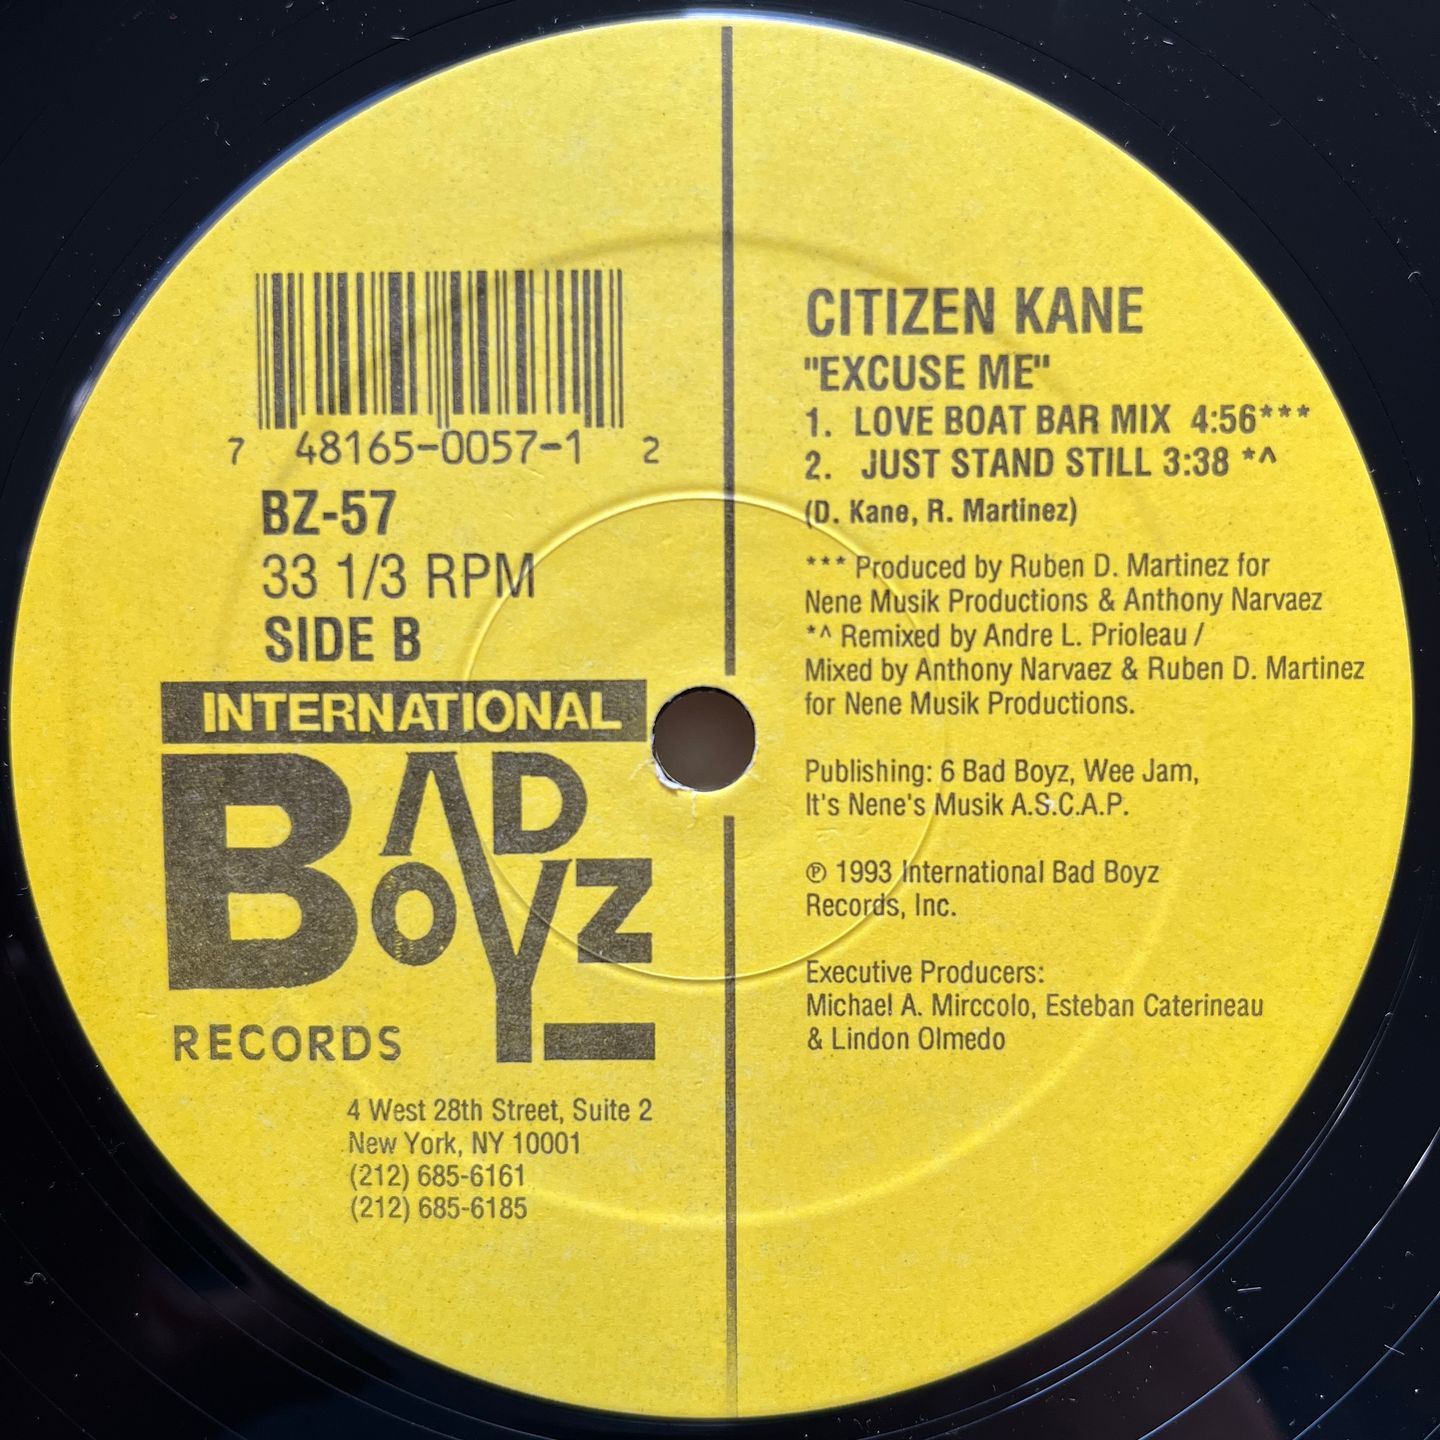 7 48165-0057-1 2
BZ-57
33 1/3 RPM
SIDE B
INTERNATIONAL
BAD
BOYZ
RECORDS
4 West 28th Street, Suite 2
New York, NY 10001
(212) 685-6161
(212) 685-6185
CITIZEN KANE
"EXCUSE ME"
1. LOVE BOAT BAR MIX 4:56***
2. JUST STAND STILL 3:38 *^
(D. Kane, R. Martinez)
*** Produced by Ruben D. Martinez for
Nene Musik Productions & Anthony Narvaez
*^ Remixed by Andre L. Prioleau /
Mixed by Anthony Narvaez & Ruben D. Martinez
for Nene Musik Productions.
Publishing: 6 Bad Boyz, Wee Jam,
It's Nene's Musik A.S.C.A.P.
℗ 1993 International Bad Boyz
Records, Inc.
Executive Producers:
Michael A. Mirccolo, Esteban Caterineau
& Lindon Olmedo